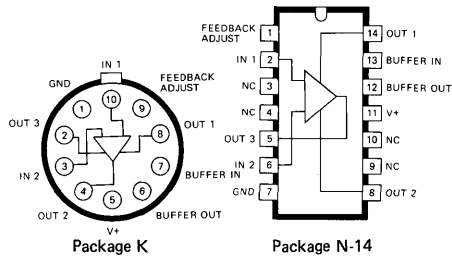 IN 1
GND
FEEDBACK
ADJUST
10
1
9
OUT 3
OUT 1
2
8
3
7
IN 2
BUFFER IN
4
6
5
OUT 2
BUFFER OUT
V+
Package K
FEEDBACK
ADJUST
1
14
OUT 1
IN 1
2
13
BUFFER IN
NC
3
12
BUFFER OUT
NC
4
11
V+
OUT 3
5
10
NC
IN 2
6
9
NC
GND
7
8
OUT 2
Package N-14